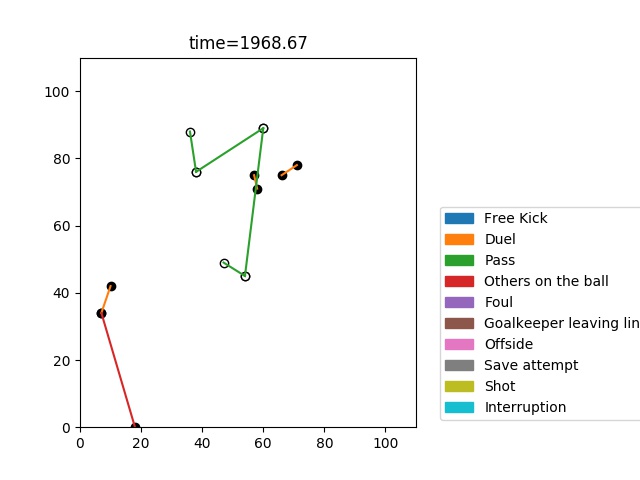 time=1968.67
100
80
60
40
20
0
0 20 40 60 80 100
Free Kick
Duel
Pass
Others on the ball
Foul
Goalkeeper leaving lin
Offside
Save attempt
Shot
Interruption